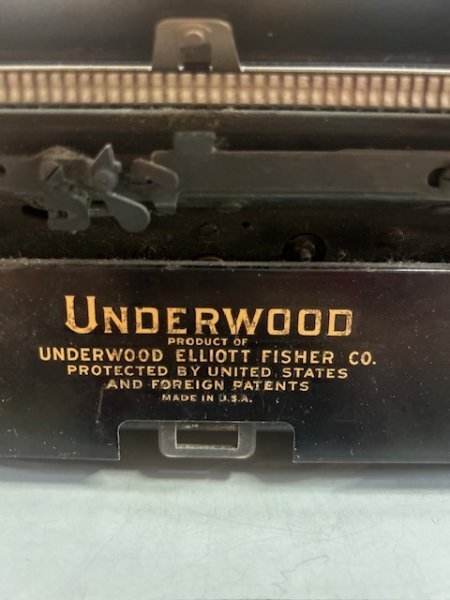 UNDERWOOD
PRODUCT OF
UNDERWOOD ELLIOTT FISHER CO.
PROTECTED BY UNITED STATES
AND FOREIGN PATENTS
MADE IN U.S.A.